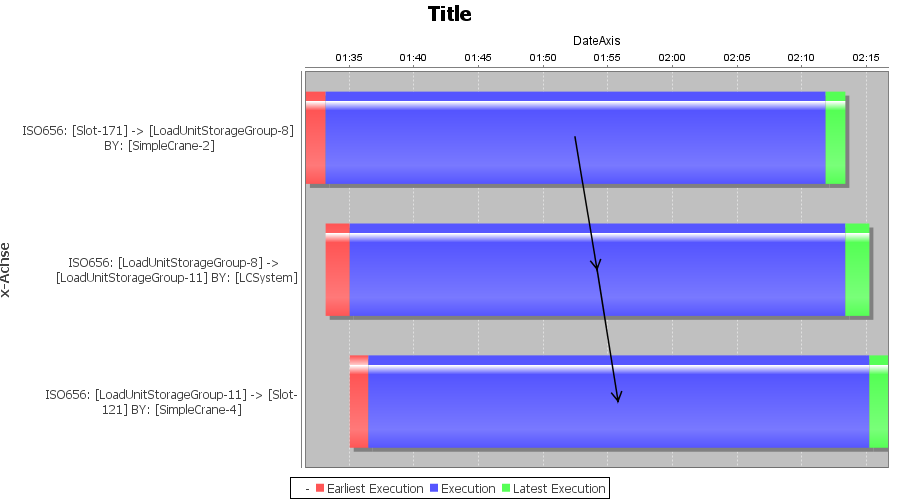 Title
DateAxis
01:35 01:40 01:45 01:50 01:55 02:00 02:05 02:10 02:15
x-Achse
ISO656: [Slot-171] -> [LoadUnitStorageGroup-8]
BY: [SimpleCrane-2]
ISO656: [LoadUnitStorageGroup-8] ->
[LoadUnitStorageGroup-11] BY: [LCSystem]
ISO656: [LoadUnitStorageGroup-11] -> [Slot-
121] BY: [SimpleCrane-4]
- Earliest Execution Execution Latest Execution